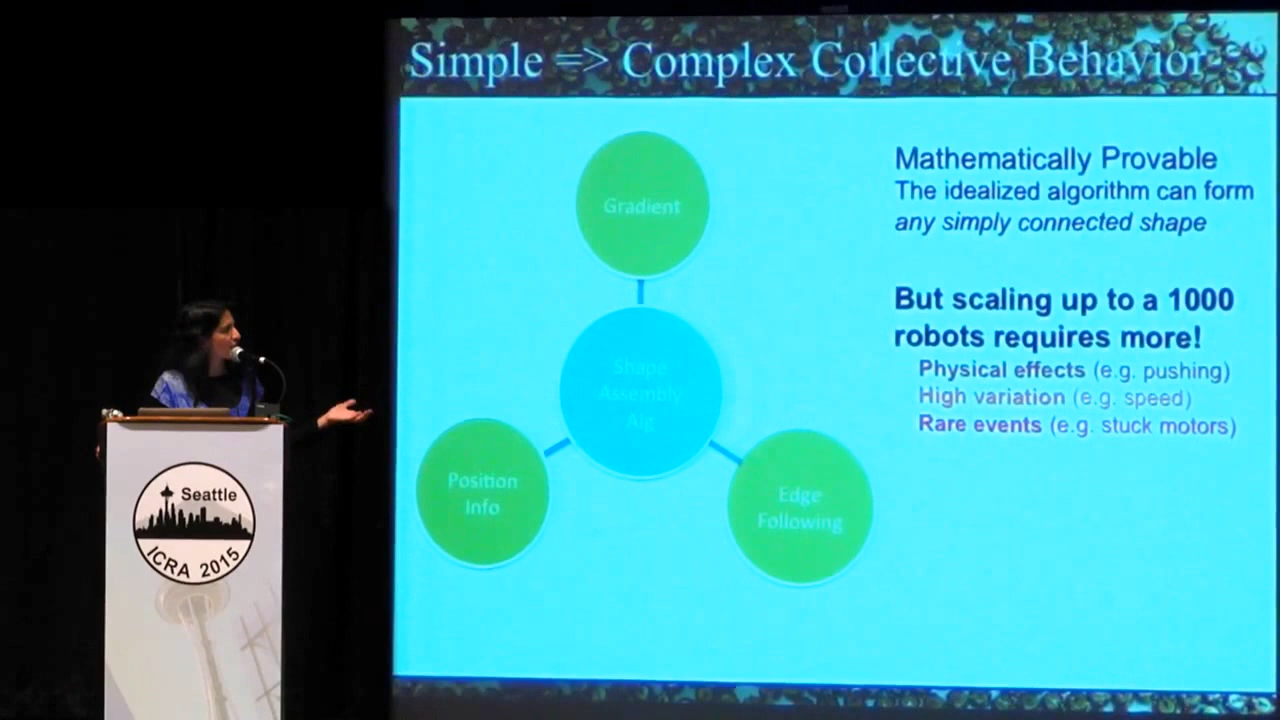 Simple => Complex Collective Behavior
Gradient
Shape
Assembly
Alg
Position
Info
Edge
Following
Mathematically Provable
The idealized algorithm can form
any simply connected shape
But scaling up to a 1000
robots requires more!
Physical effects (e.g. pushing)
High variation (e.g. speed)
Rare events (e.g. stuck motors)
Seattle
ICRA 2015